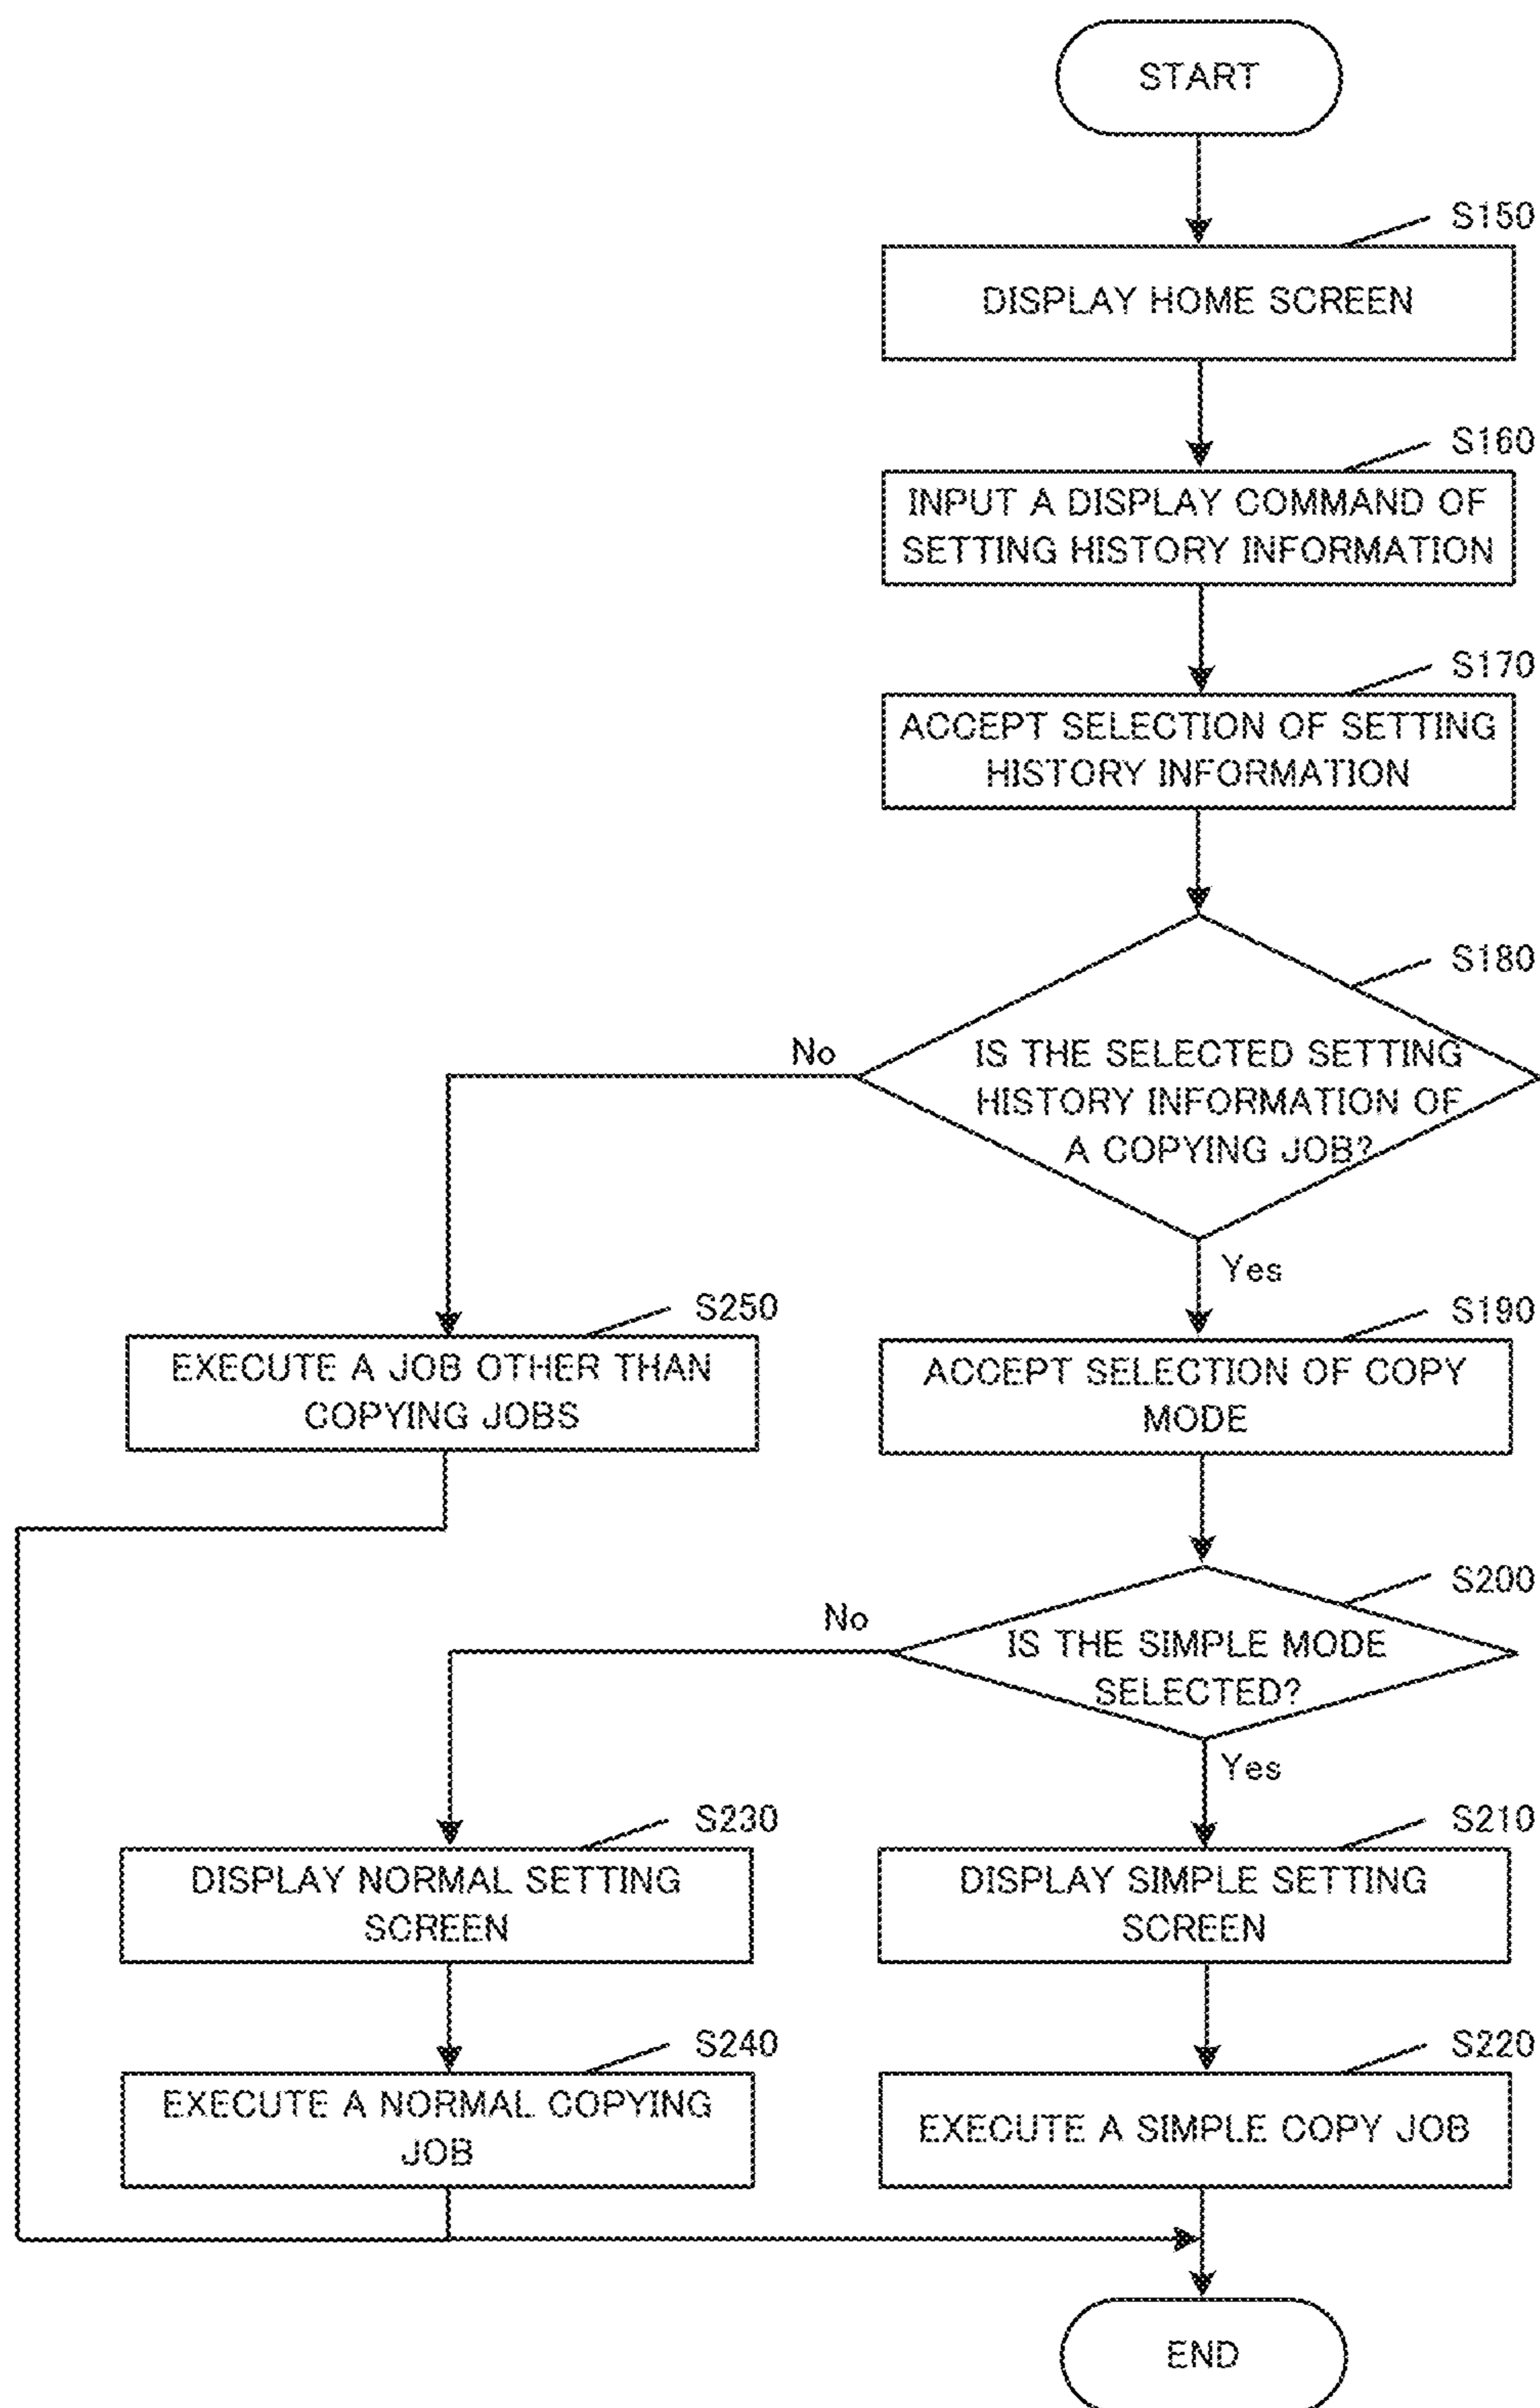 START
S150
DISPLAY HOME SCREEN
S160
INPUT A DISPLAY COMMAND OF
SETTING HISTORY INFORMATION
S170
ACCEPT SELECTION OF SETTING
HISTORY INFORMATION
S180
No
IS THE SELECTED SETTING
HISTORY INFORMATION OF
A COPYING JOB?
Yes
S250
EXECUTE A JOB OTHER THAN
COPYING JOBS
S190
ACCEPT SELECTION OF COPY
MODE
S200
No
IS THE SIMPLE MODE
SELECTED?
Yes
S230
DISPLAY NORMAL SETTING
SCREEN
S210
DISPLAY SIMPLE SETTING
SCREEN
S240
EXECUTE A NORMAL COPYING
JOB
S220
EXECUTE A SIMPLE COPY JOB
END